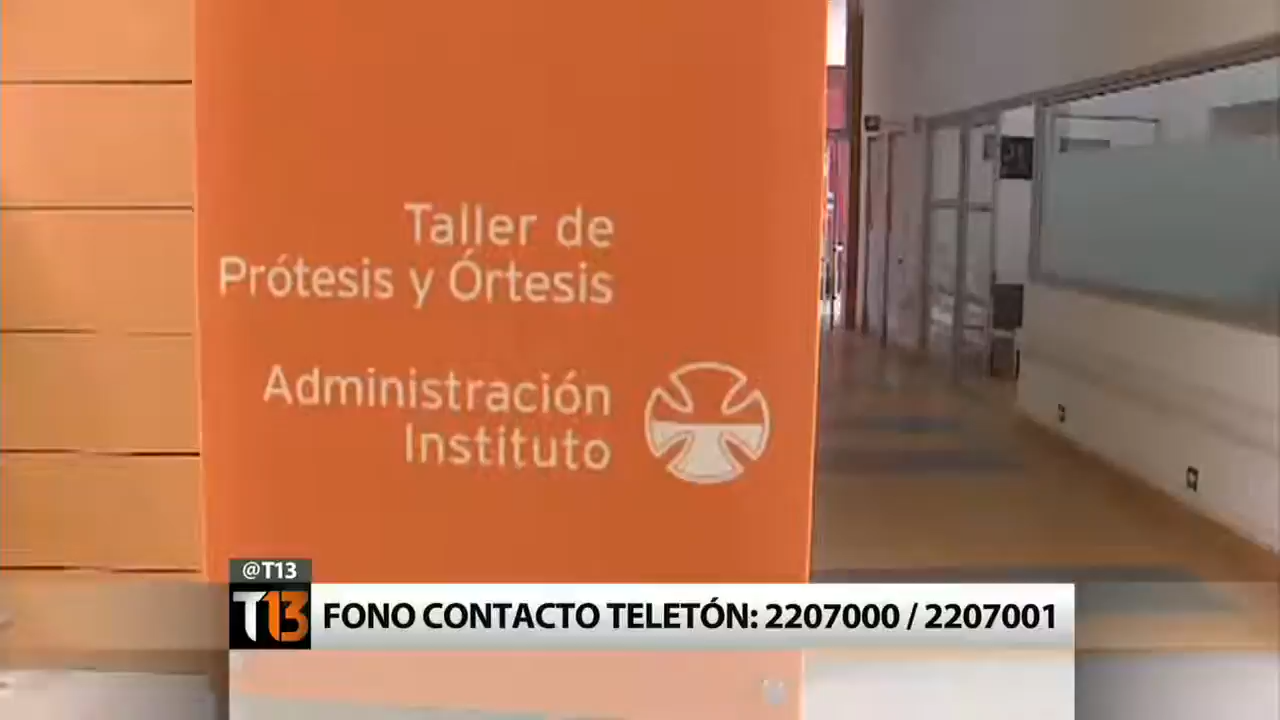 Taller de
Prótesis y Órtesis
Administración
Instituto
@T13
T13
FONO CONTACTO TELETÓN: 2207000 / 2207001